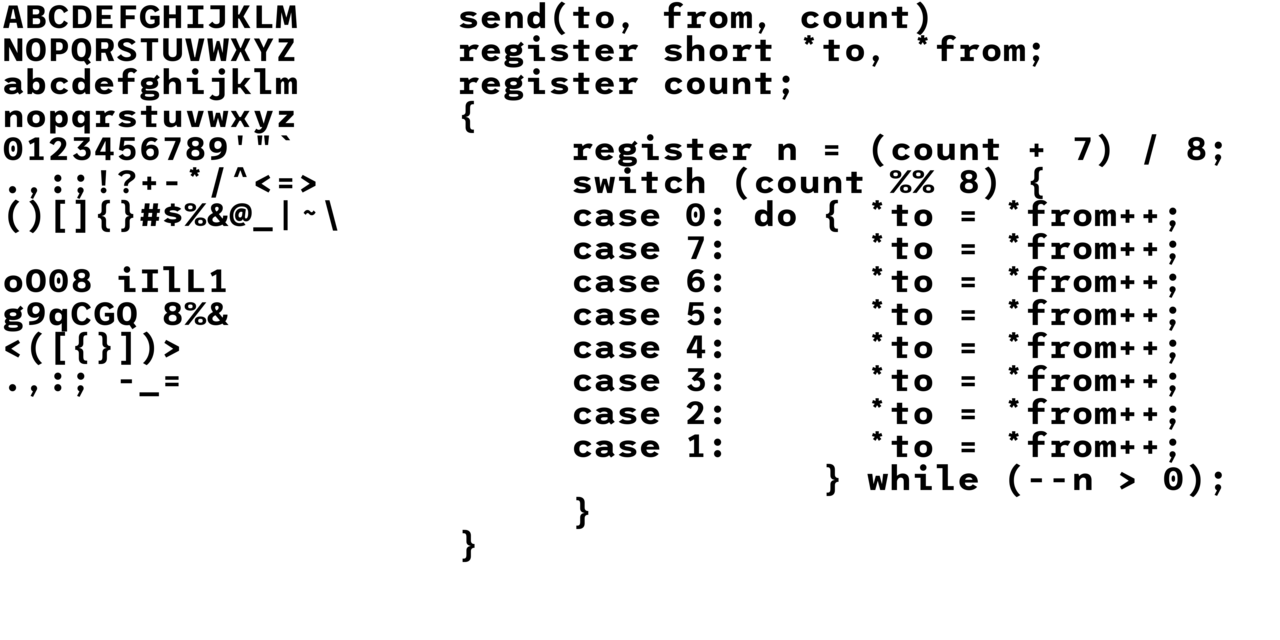 ABCDEFGHIJKLM
NOPQRSTUVWXYZ
abcdefghijklm
nopqrstuvwxyz
0123456789'"`
.,:;!?+-*/^<=>
()[]{}#$%&@_|~\
oO08 iIlL1
g9qCGQ 8%&
<([{}])>
.,:; -_=
send(to, from, count)
register short *to, *from;
register count;
{
     register n = (count + 7) / 8;
     switch (count %% 8) {
     case 0: do { *to = *from++;
     case 7:      *to = *from++;
     case 6:      *to = *from++;
     case 5:      *to = *from++;
     case 4:      *to = *from++;
     case 3:      *to = *from++;
     case 2:      *to = *from++;
     case 1:      *to = *from++;
                } while (--n > 0);
     }
}